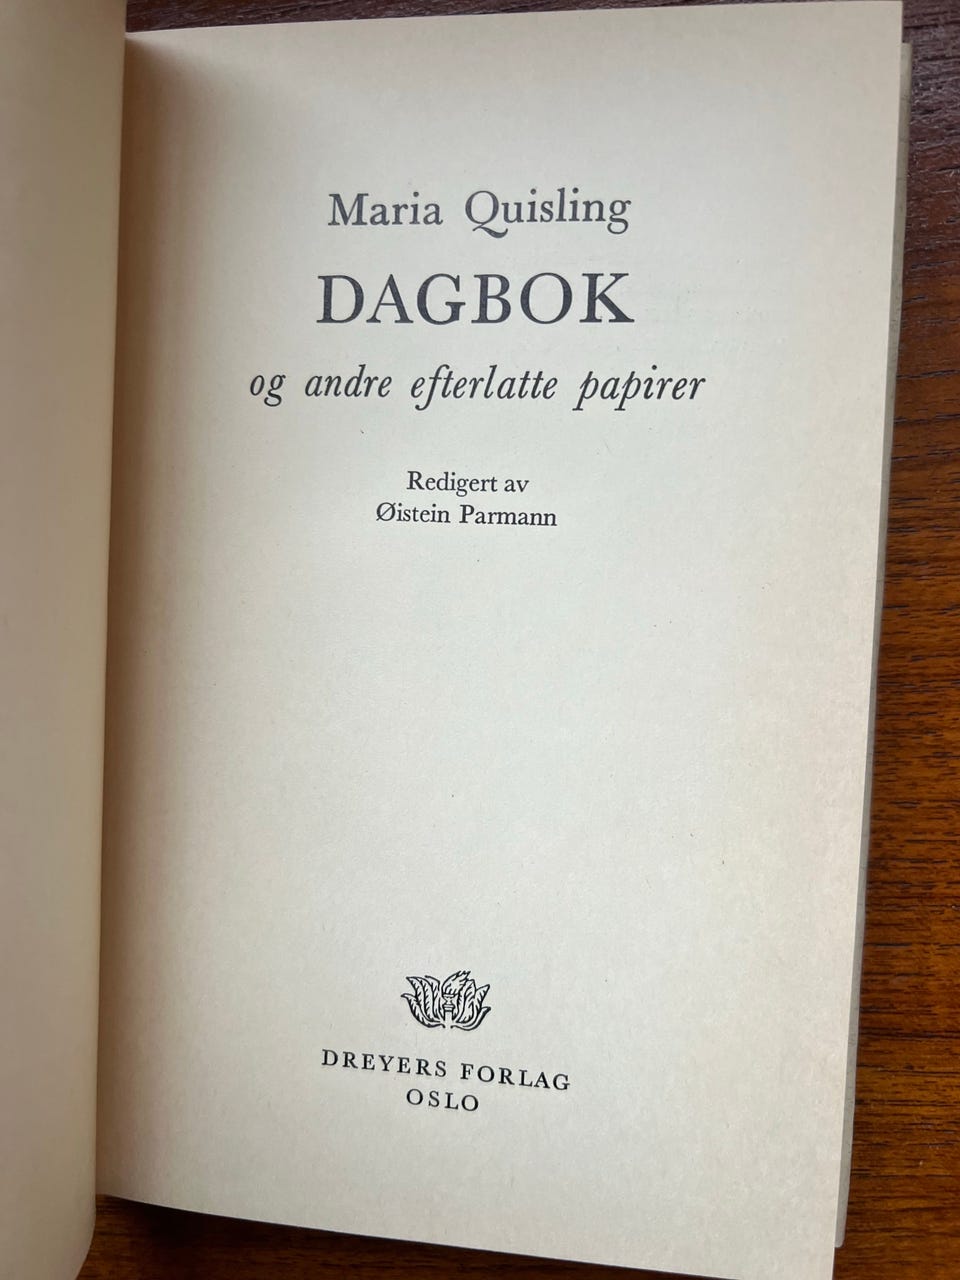 Maria Quisling
DAGBOK
og andre efterlatte papirer
Redigert av
Øistein Parmann
DREYERS FORLAG
OSLO